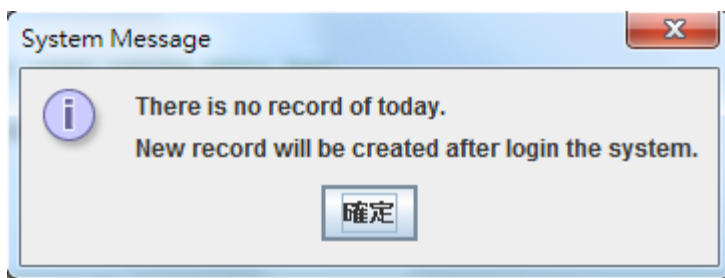 System Message
There is no record of today.
New record will be created after login the system.
確定